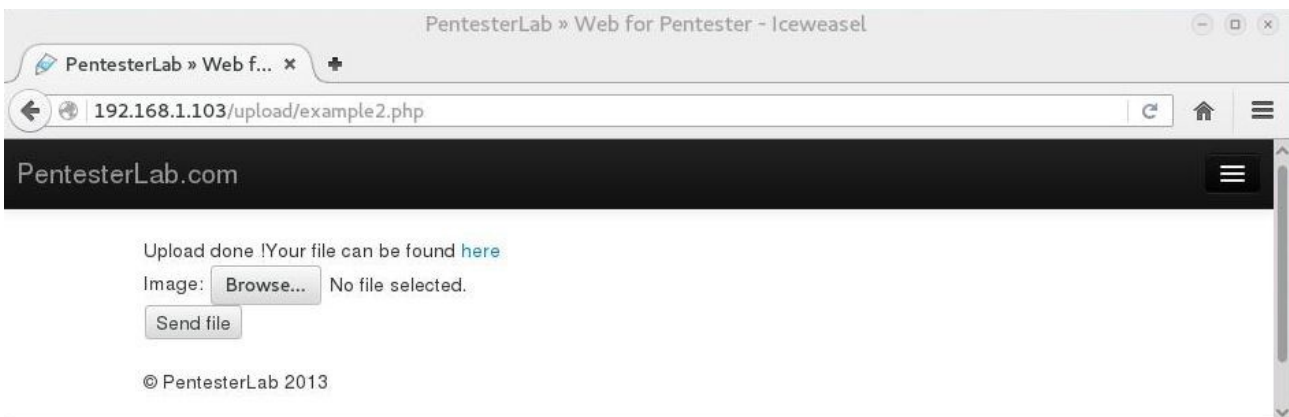 PentesterLab » Web for Pentester - Iceweasel
PentesterLab » Web f...
192.168.1.103/upload/example2.php
PentesterLab.com
Upload done !Your file can be found here
Image: Browse... No file selected.
Send file
© PentesterLab 2013